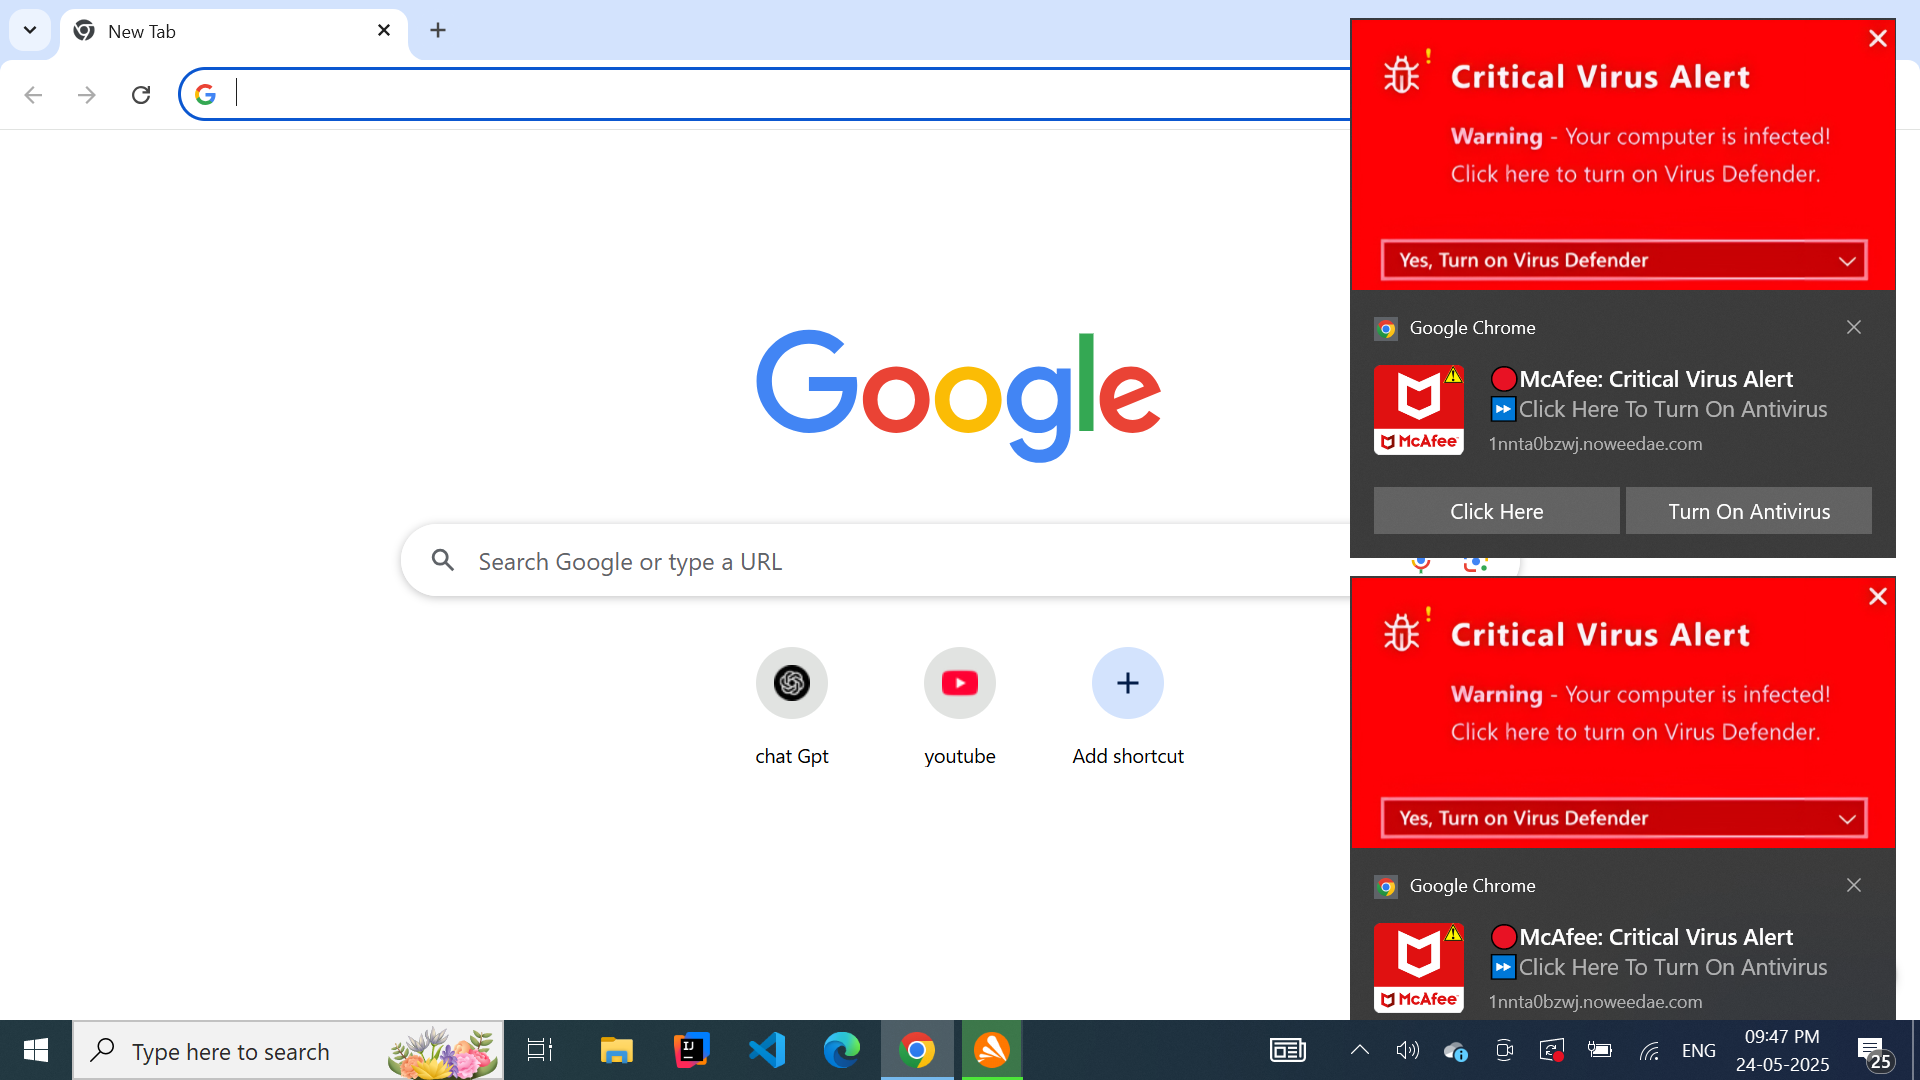 New Tab
Critical Virus Alert
Warning - Your computer is infected!
Click here to turn on Virus Defender.
Yes, Turn on Virus Defender
Google Chrome
McAfee
McAfee: Critical Virus Alert
Click Here To Turn On Antivirus
1nnta0bzwj.noweedae.com
Click Here
Turn On Antivirus
Google
Search Google or type a URL
chat Gpt
youtube
Add shortcut
Critical Virus Alert
Warning - Your computer is infected!
Click here to turn on Virus Defender.
Yes, Turn on Virus Defender
Google Chrome
McAfee
McAfee: Critical Virus Alert
Click Here To Turn On Antivirus
1nnta0bzwj.noweedae.com
Type here to search
ENG
09:47 PM
24-05-2025
25